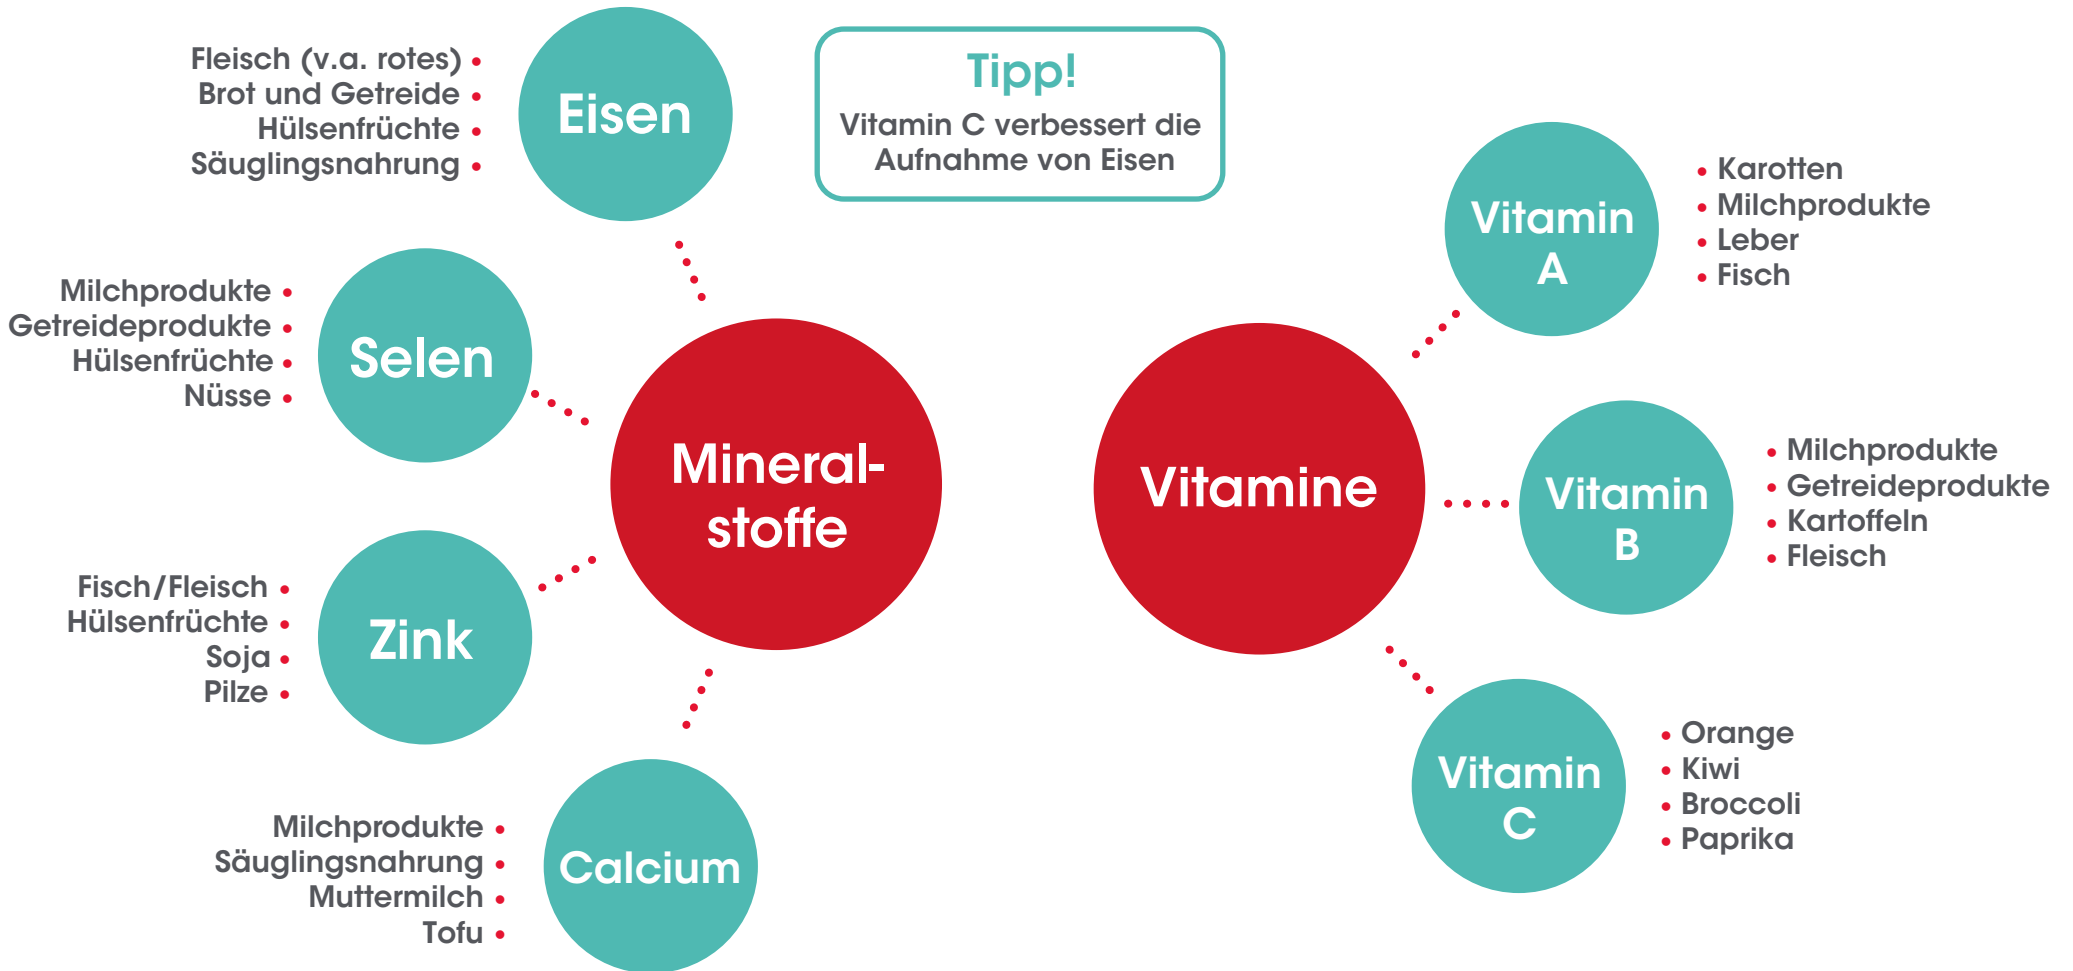 Fleisch (v.a. rotes) •
Brot und Getreide •
Hülsenfrüchte •
Säuglingsnahrung •
Eisen
Tipp!
Vitamin C verbessert die
Aufnahme von Eisen
Milchprodukte •
Getreideprodukte •
Hülsenfrüchte •
Nüsse •
Selen
Mineral-
stoffe
Fisch/Fleisch •
Hülsenfrüchte •
Soja •
Pilze •
Zink
Milchprodukte •
Säuglingsnahrung •
Muttermilch •
Tofu •
Calcium
Vitamine
Vitamin
A
• Karotten
• Milchprodukte
• Leber
• Fisch
Vitamin
B
• Milchprodukte
• Getreideprodukte
• Kartoffeln
• Fleisch
Vitamin
C
• Orange
• Kiwi
• Broccoli
• Paprika